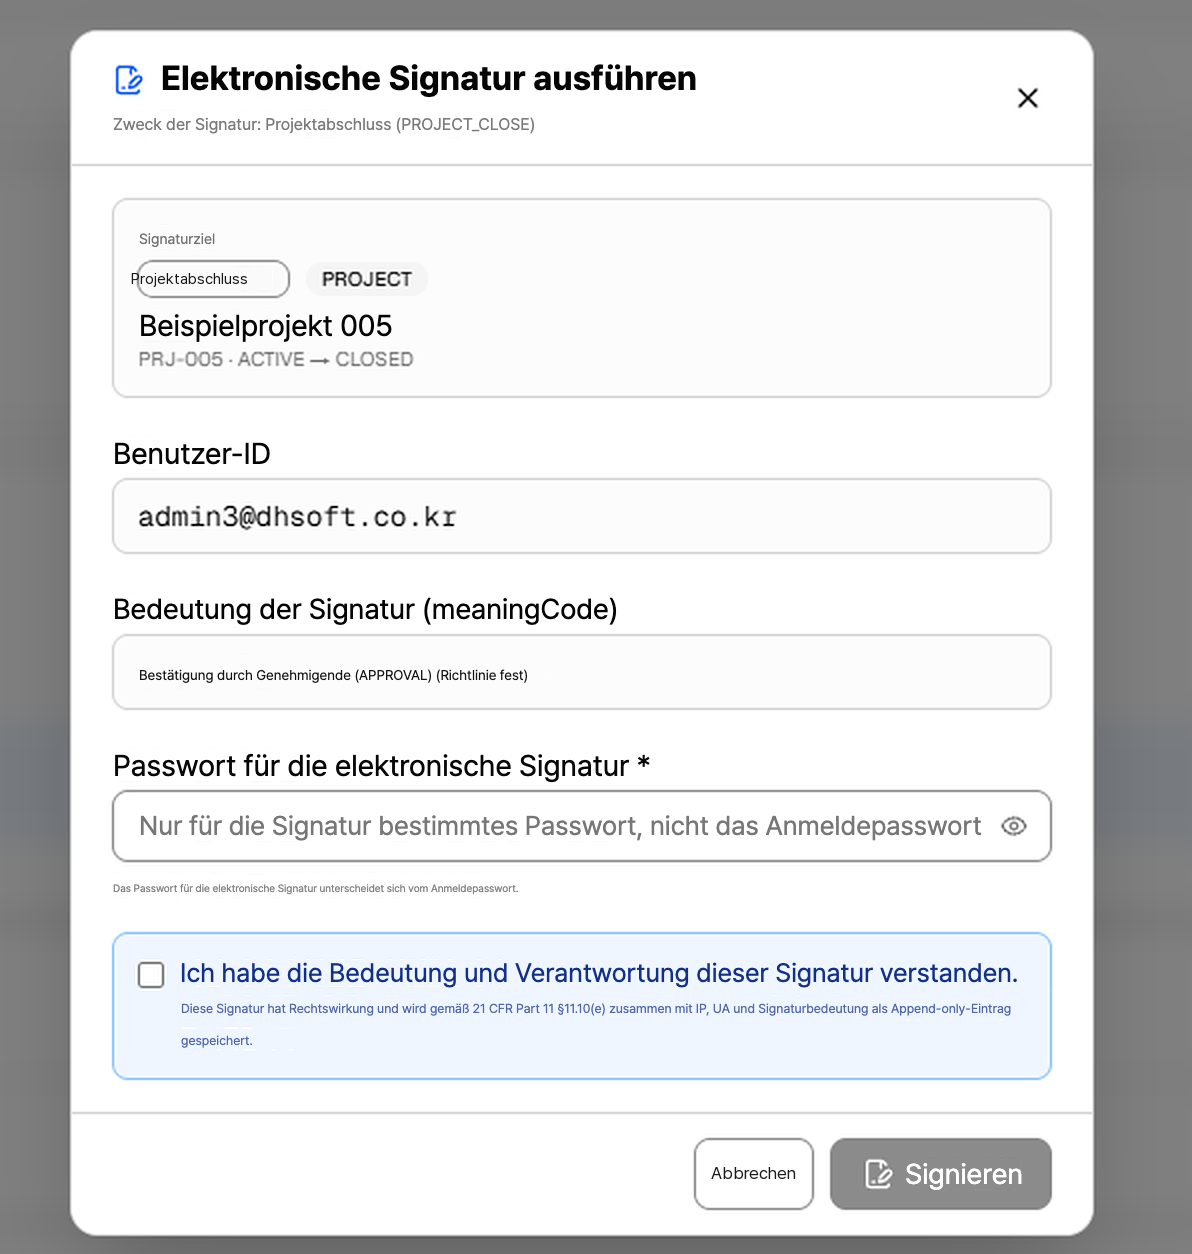 Elektronische Signatur ausführen
Zweck der Signatur: Projektabschluss (PROJECT_CLOSE)
Signaturziel
Projektabschluss PROJECT
Beispielprojekt 005
PRJ-005 · ACTIVE → CLOSED
Benutzer-ID
admin3@dhsoft.co.kr
Bedeutung der Signatur (meaningCode)
Bestätigung durch Genehmigende (APPROVAL) (Richtlinie fest)
Passwort für die elektronische Signatur *
Nur für die Signatur bestimmtes Passwort, nicht das Anmeldepasswort
Das Passwort für die elektronische Signatur unterscheidet sich vom Anmeldepasswort.
Ich habe die Bedeutung und Verantwortung dieser Signatur verstanden.
Diese Signatur hat Rechtswirkung und wird gemäß 21 CFR Part 11 §11.10(e) zusammen mit IP, UA und Signaturbedeutung als Append-only-Eintrag
gespeichert.
Abbrechen Signieren